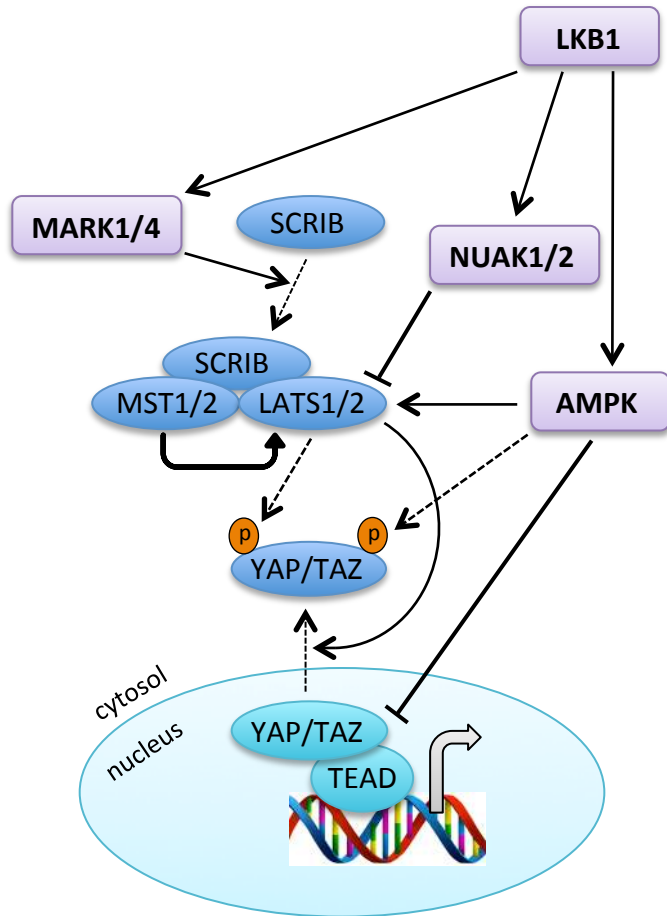 LKB1
MARK1/4
SCRIB
NUAK1/2
SCRIB
MST1/2
LATS1/2
AMPK
p
p
YAP/TAZ
cytosol
nucleus
YAP/TAZ
TEAD